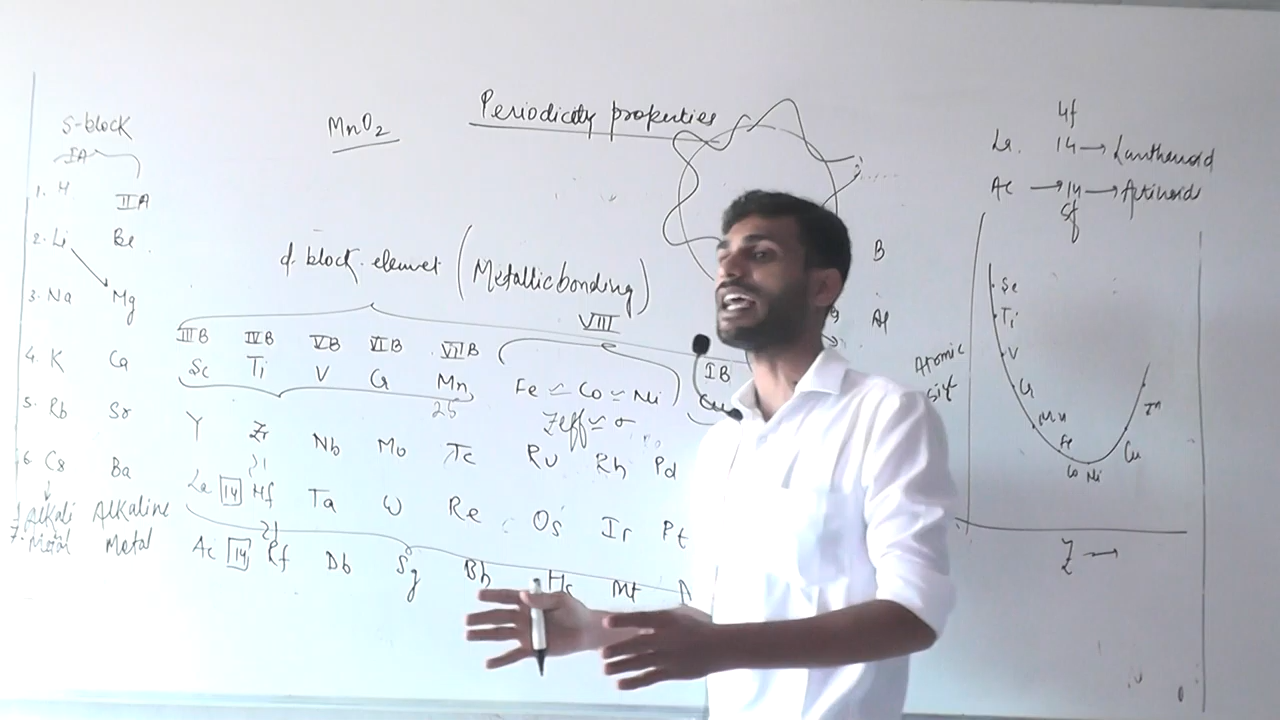 Periodicity properties
MnO2
S-block
IA
1. H
IIA
2. Li Be
3. Na Mg
4. K Ca
5. Rb Sr
6. Cs Ba
7. Alkali Metal
Alkaline Metal
d block element (Metallic bonding)
IIIB IVB VB VIB VIIB VIII IB
Sc Ti V Cr Mn Fe ≃ Co ≃ Ni Cu
25 Zeff ≃ σ
Y Zr Nb Mo Tc Ru Rh Pd
La 14 Hf Ta W Re Os Ir Pt
Ac 14 Rf Db Sg Bh Hs Mt
B
Al
4f
La. 14 → Lanthanoid
Ac → 14 → Actinoids
5f
Atomic
Sc
Ti
V
Cr
Mn
Fe
Co Ni
Cu
Zn
Z →